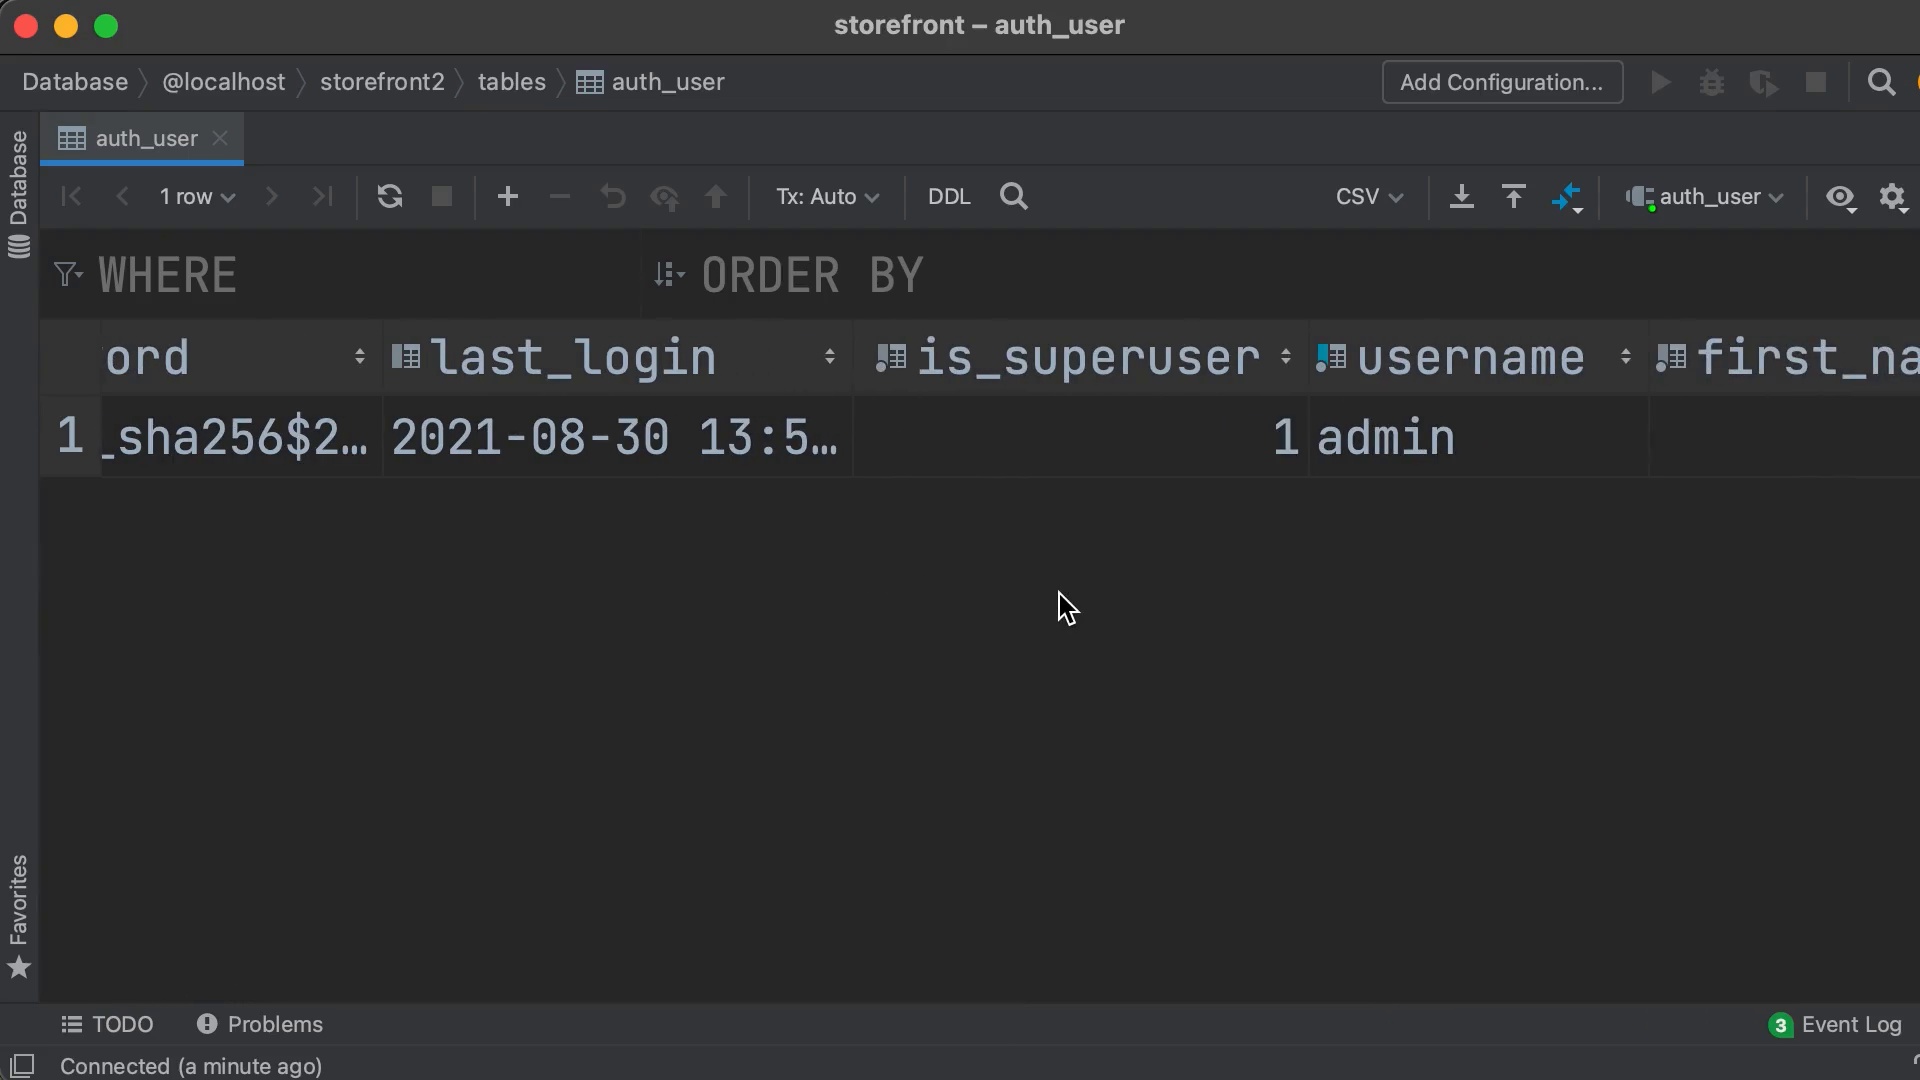 storefront – auth_user
Database @localhost storefront2 tables auth_user
Add Configuration...
auth_user
Database
1 row Tx: Auto DDL CSV auth_user
WHERE ORDER BY
ord last_login is_superuser username first_na
1 _sha256$2… 2021-08-30 13:5… 1 admin
Favorites
TODO Problems 3 Event Log
Connected (a minute ago)